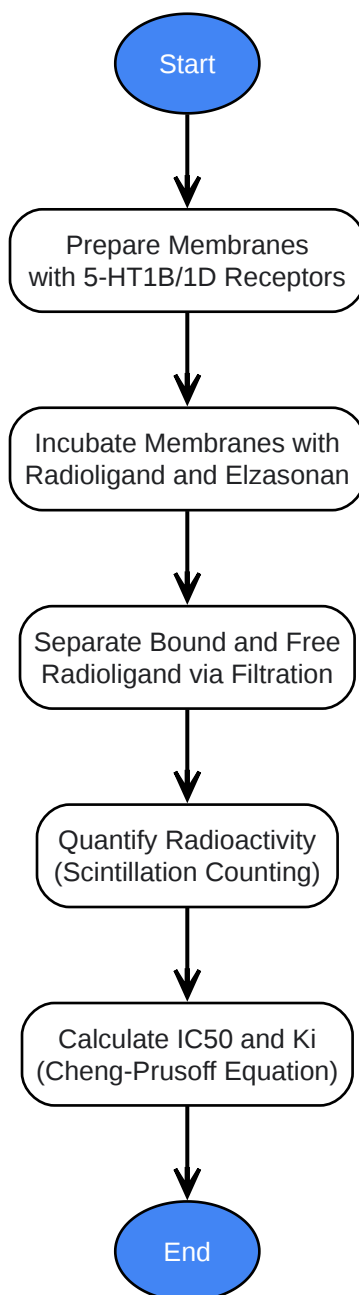 Start
Prepare Membranes
with 5-HT1B/1D Receptors
Incubate Membranes with
Radioligand and Elzasonan
Separate Bound and Free
Radioligand via Filtration
Quantify Radioactivity
(Scintillation Counting)
Calculate IC50 and Ki
(Cheng-Prusoff Equation)
End